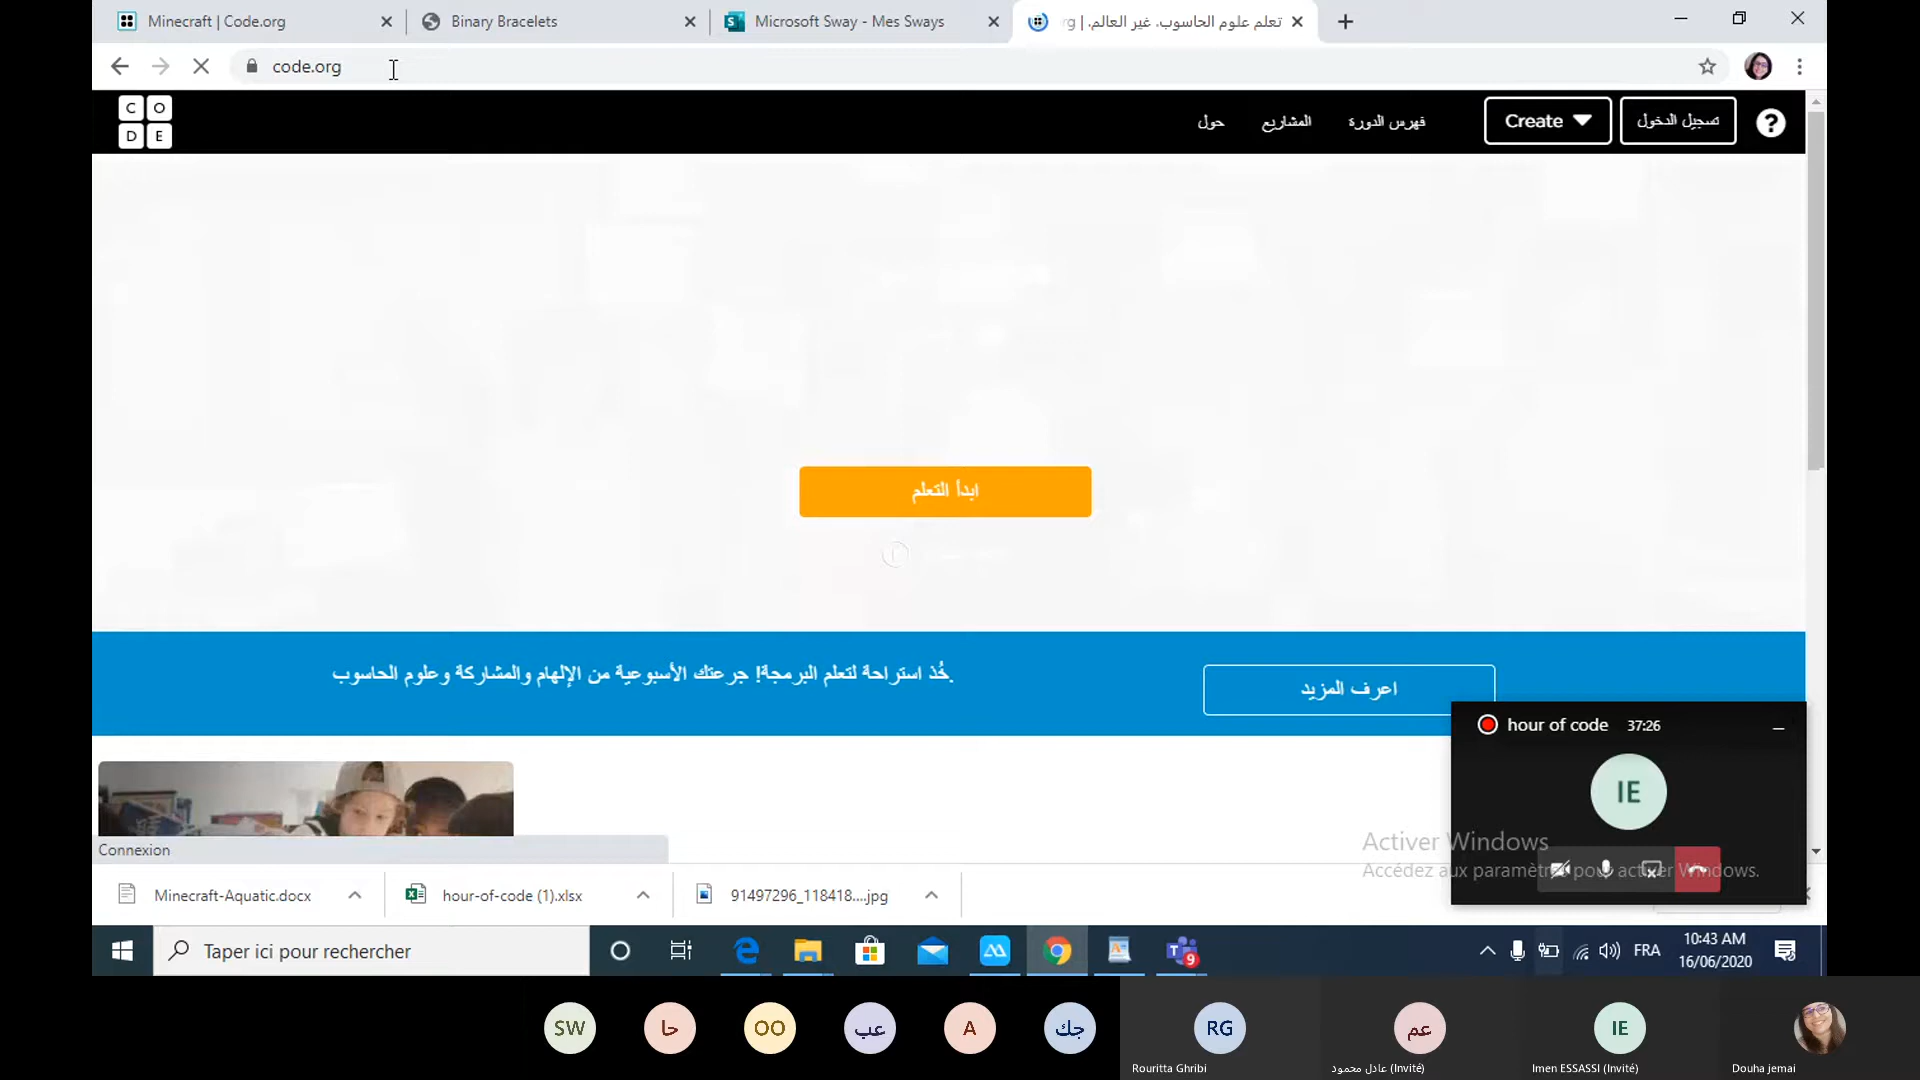 Minecraft | Code.org
Binary Bracelets
Microsoft Sway - Mes Sways
تعلم علوم الحاسوب. غير العالم. | rg
code.org
C O
D E
حول
المشاريع
فهرس الدورة
Create
تسجيل الدخول
?
ابدأ التعلم
خُذ استراحة لتعلم البرمجة! جرعتك الأسبوعية من الإلهام والمشاركة وعلوم الحاسوب.
اعرف المزيد
hour of code 37:26
IE
Activer Windows
Accédez aux paramètres pour activer Windows.
Connexion
Minecraft-Aquatic.docx
hour-of-code (1).xlsx
91497296_118418....jpg
Taper ici pour rechercher
9
FRA
10:43 AM
16/06/2020
SW
حا
OO
عب
A
جك
RG
عم
IE
Rouritta Ghribi
عادل محمود (Invité)
Imen ESSASSI (Invité)
Douha jemai